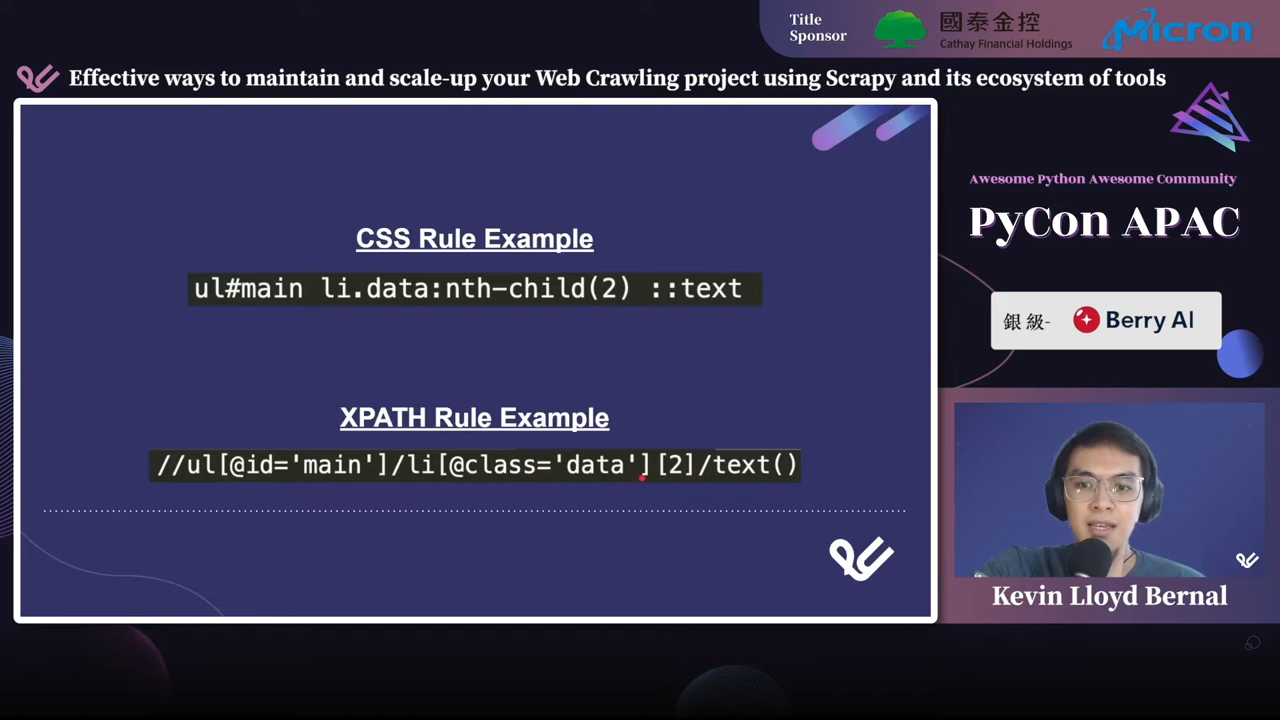 Title
Sponsor
國泰金控
Cathay Financial Holdings
Micron
Effective ways to maintain and scale-up your Web Crawling project using Scrapy and its ecosystem of tools
CSS Rule Example
ul#main li.data:nth-child(2) ::text
XPATH Rule Example
//ul[@id='main']/li[@class='data'][2]/text()
Awesome Python Awesome Community
PyCon APAC
銀級- Berry AI
Kevin Lloyd Bernal